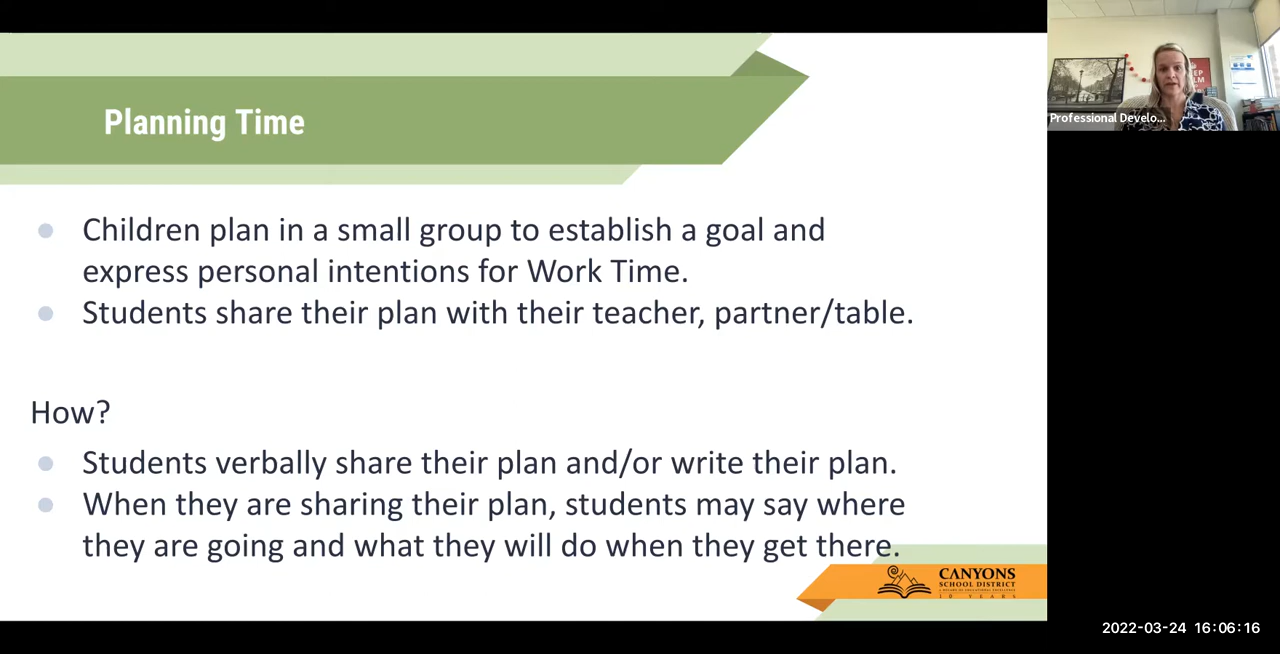 Planning Time
Children plan in a small group to establish a goal and
express personal intentions for Work Time.
Students share their plan with their teacher, partner/table.
How?
Students verbally share their plan and/or write their plan.
When they are sharing their plan, students may say where
they are going and what they will do when they get there.
CANYONS
SCHOOL DISTRICT
10 YEARS
Professional Develo...
2022-03-24 16:06:16